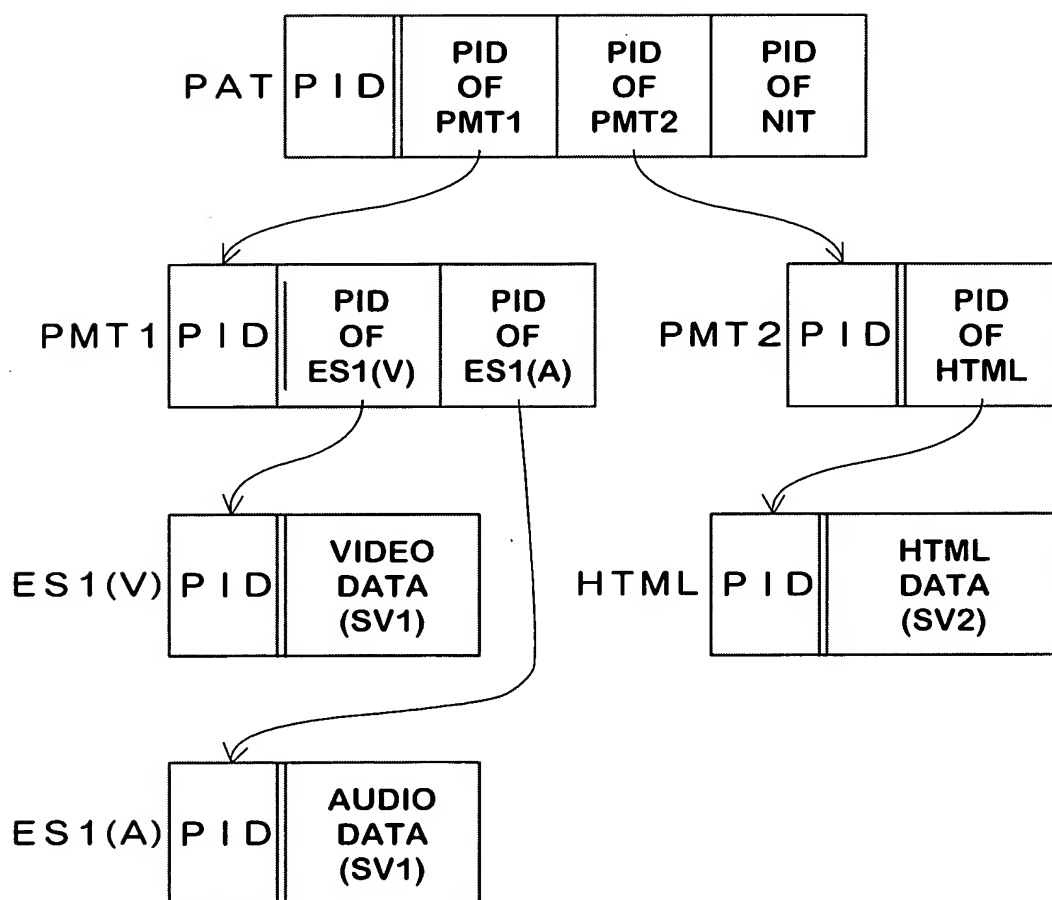 PAT PID
PID OF PMT1
PID OF PMT2
PID OF NIT
PMT1 PID
PID OF ES1(V)
PID OF ES1(A)
PMT2 PID
PID OF HTML
ES1(V) PID
VIDEO DATA (SV1)
HTML PID
HTML DATA (SV2)
ES1(A) PID
AUDIO DATA (SV1)